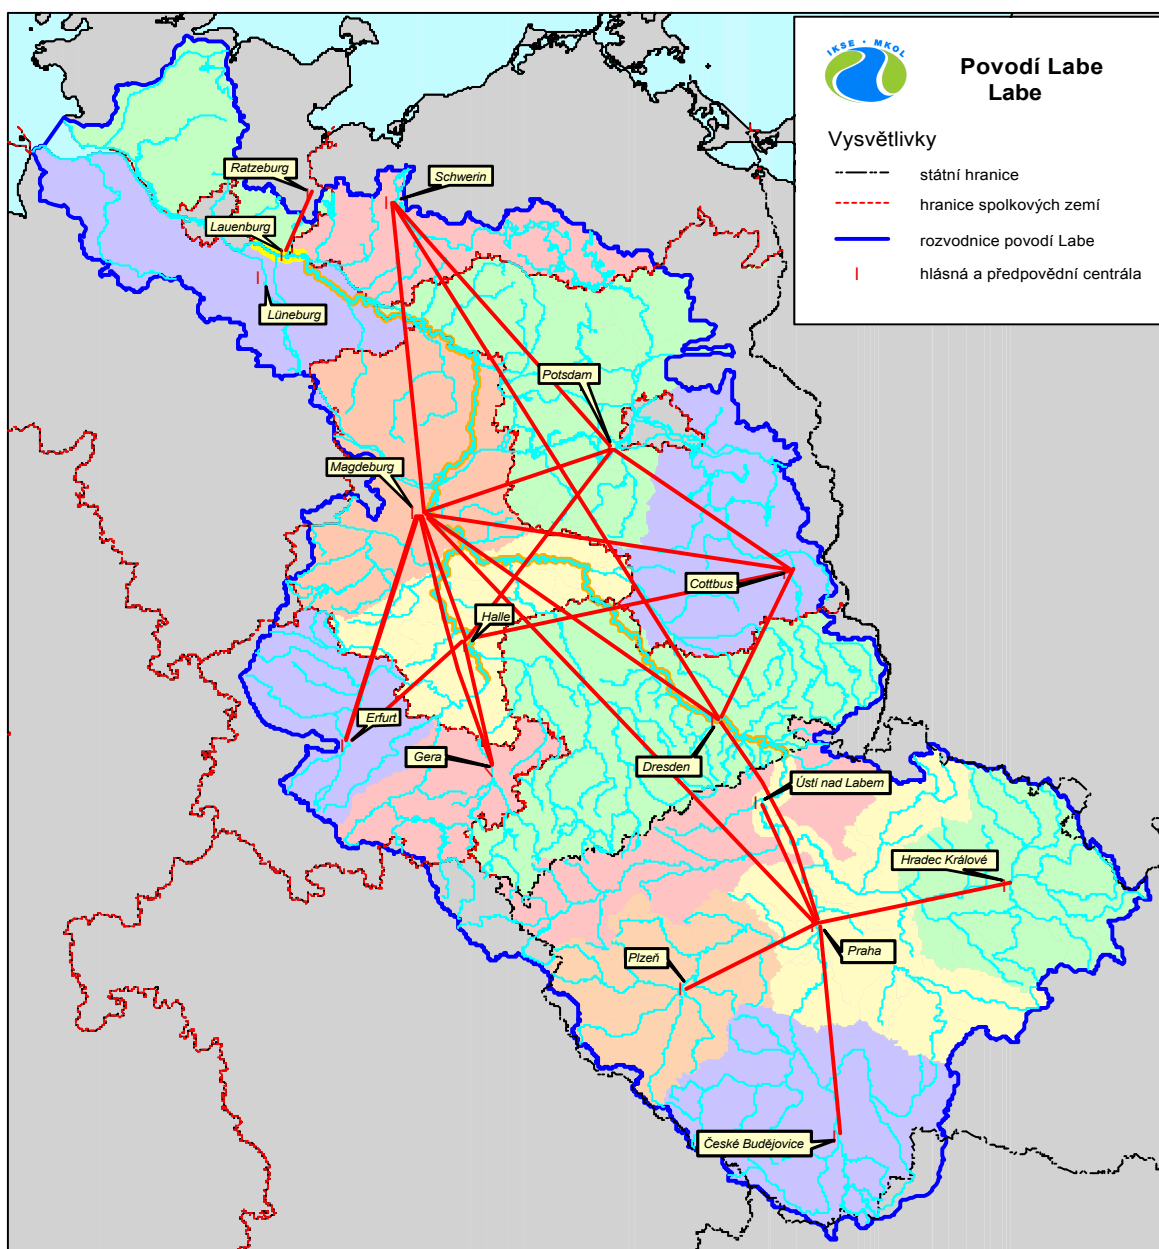 IKSE • MKOL
Povodí Labe
Labe
Vysvětlivky
státní hranice
hranice spolkových zemí
rozvodnice povodí Labe
hlásná a předpovědní centrála
Ratzeburg
Schwerin
Lauenburg
Lüneburg
Potsdam
Magdeburg
Cottbus
Halle
Erfurt
Gera
Dresden
Ústí nad Labem
Hradec Králové
Praha
Plzeň
České Budějovice